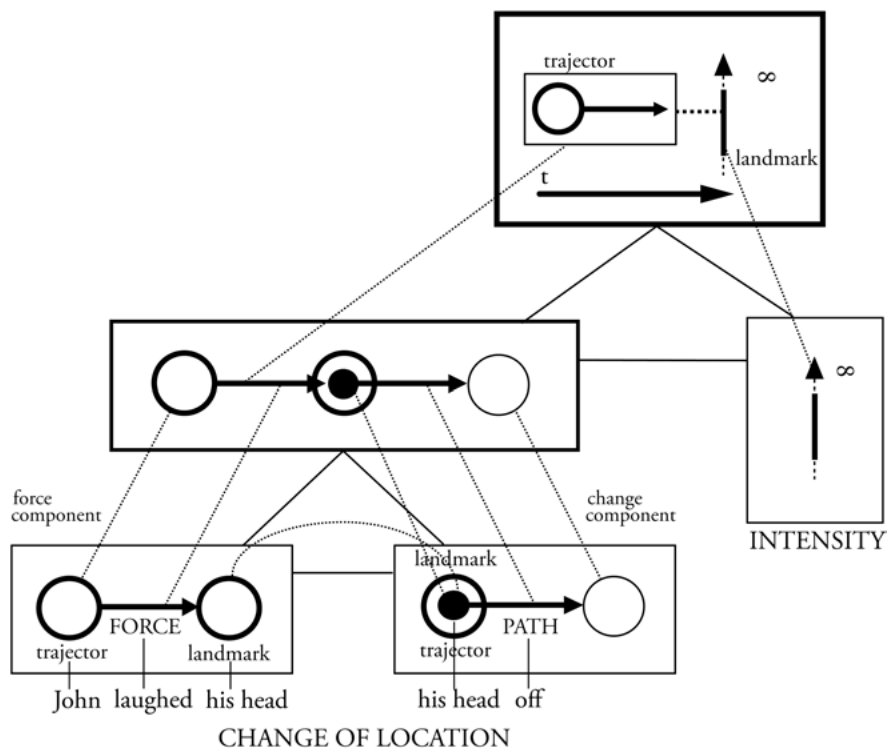 trajector
∞
landmark
t
force
component
change
component
∞
INTENSITY
landmark
FORCE
PATH
trajector
landmark
trajector
John laughed his head
his head off
CHANGE OF LOCATION